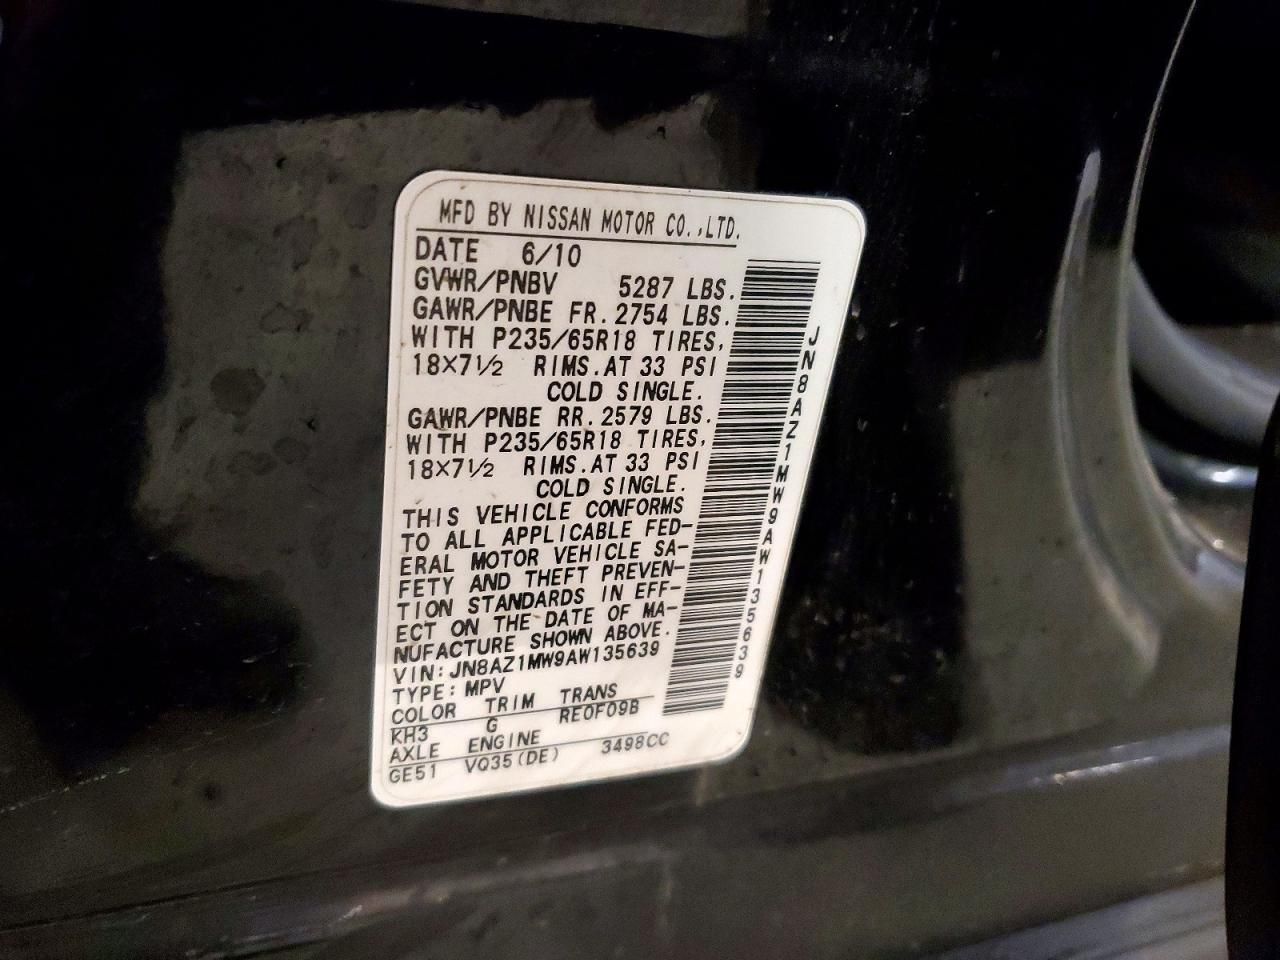 MFD BY NISSAN MOTOR CO.,LTD.
DATE 6/10
GVWR/PNBV 5287 LBS.
GAWR/PNBE FR. 2754 LBS.
WITH P235/65R18 TIRES,
18×7½ RIMS. AT 33 PSI
COLD SINGLE.
GAWR/PNBE RR. 2579 LBS.
WITH P235/65R18 TIRES,
18×7½ RIMS. AT 33 PSI
COLD SINGLE.
THIS VEHICLE CONFORMS
TO ALL APPLICABLE FED-
ERAL MOTOR VEHICLE SA-
FETY AND THEFT PREVEN-
TION STANDARDS IN EFF-
ECT ON THE DATE OF MA-
NUFACTURE SHOWN ABOVE.
VIN: JN8AZ1MW9AW135639
TYPE: MPV
COLOR TRIM TRANS
KH3 G RE0F09B
AXLE ENGINE
GE51 VQ35(DE) 3498CC
JN8AZ1MW9AW135639